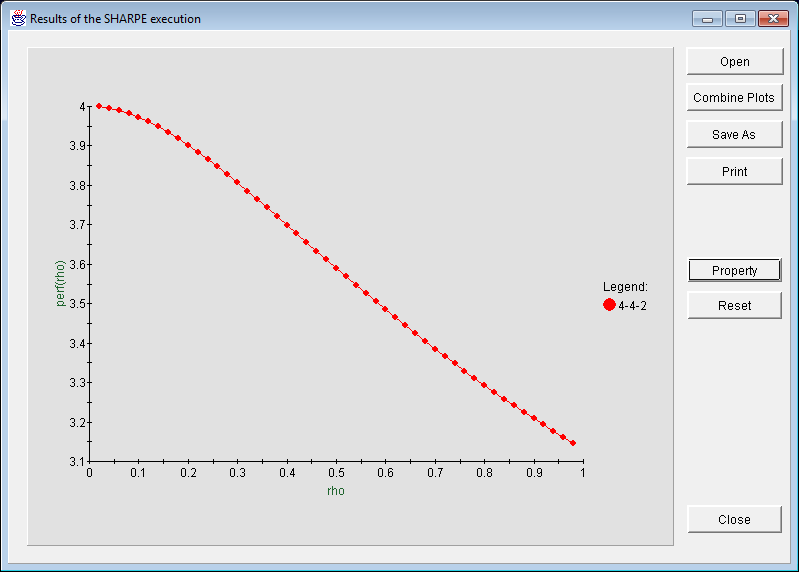 Results of the SHARPE execution
Open
Combine Plots
Save As
Print
Property
Reset
Close
4
3.9
3.8
3.7
3.6
3.5
3.4
3.3
3.2
3.1
perf(rho)
0 0.1 0.2 0.3 0.4 0.5 0.6 0.7 0.8 0.9 1
rho
Legend:
4-4-2